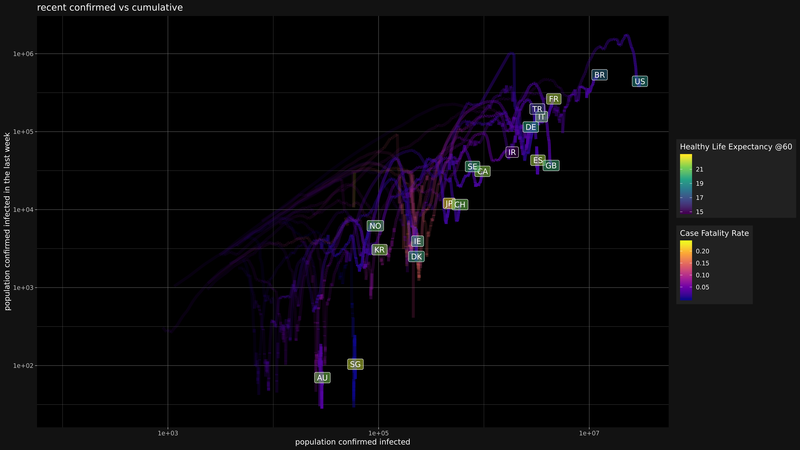 recent confirmed vs cumulative
population confirmed infected in the last week
1e+06
1e+05
1e+04
1e+03
1e+02
BR
US
FR
TR
IT
DE
IR
ES
GB
SE
CA
JP
CH
NO
KR
IE
DK
SG
AU
1e+03
1e+05
1e+07
population confirmed infected
Healthy Life Expectancy @60
21
19
17
15
Case Fatality Rate
0.20
0.15
0.10
0.05